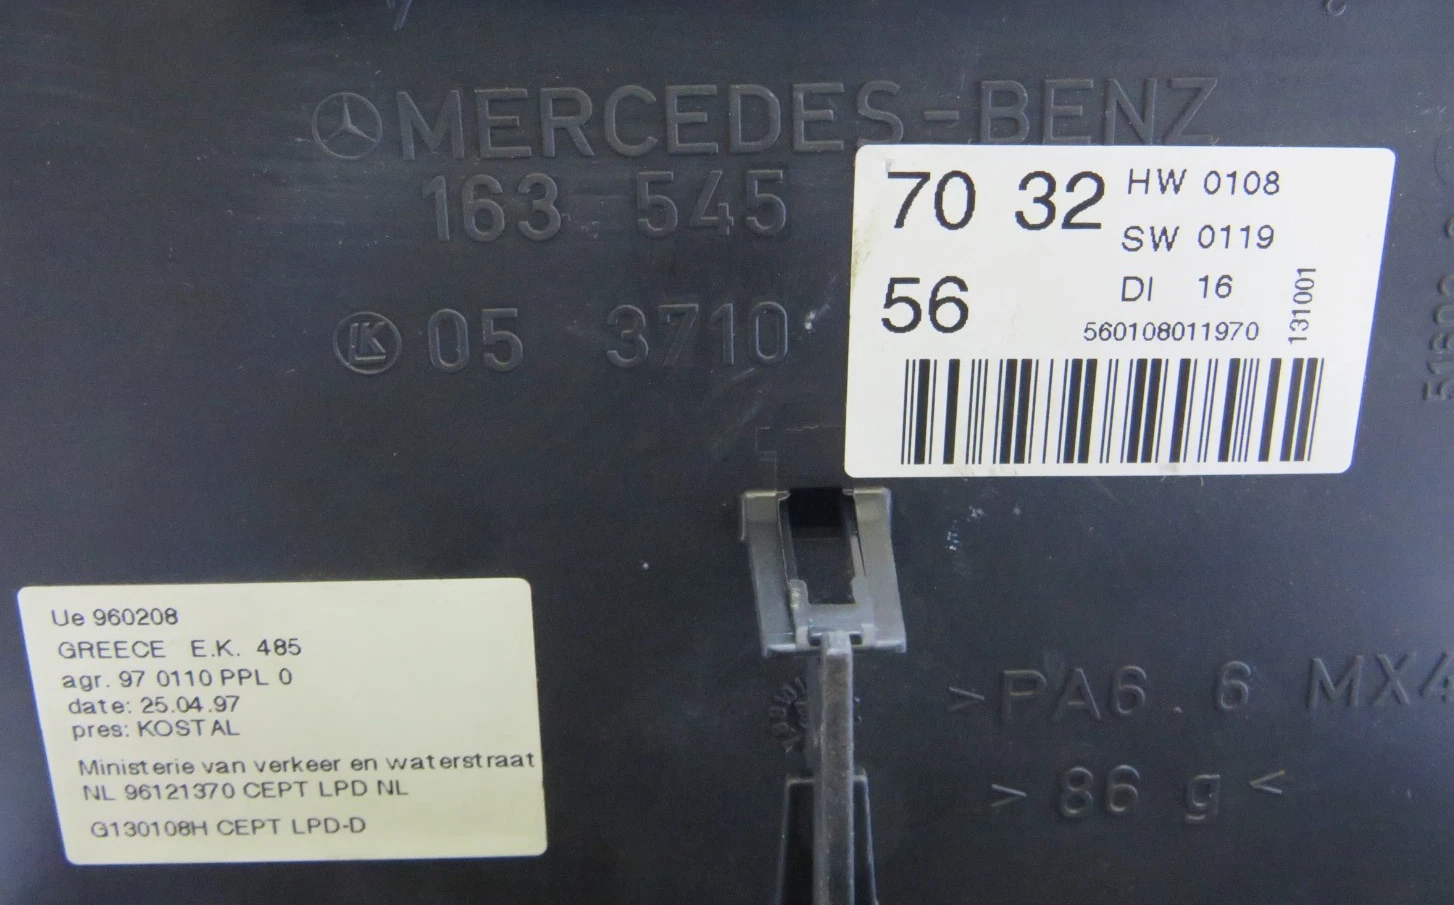 MERCEDES-BENZ
163 545
70 32
56
HW 0108
SW 0119
DI 16
560108011970
131001
LK 05 3710
Ue 960208
GREECE E.K. 485
agr. 97 0110 PPL 0
date: 25.04.97
pres: KOSTAL
Ministerie van verkeer en waterstraat
NL 96121370 CEPT LPD NL
G130108H CEPT LPD-D
>PA6.6 MX4
> 86 g <